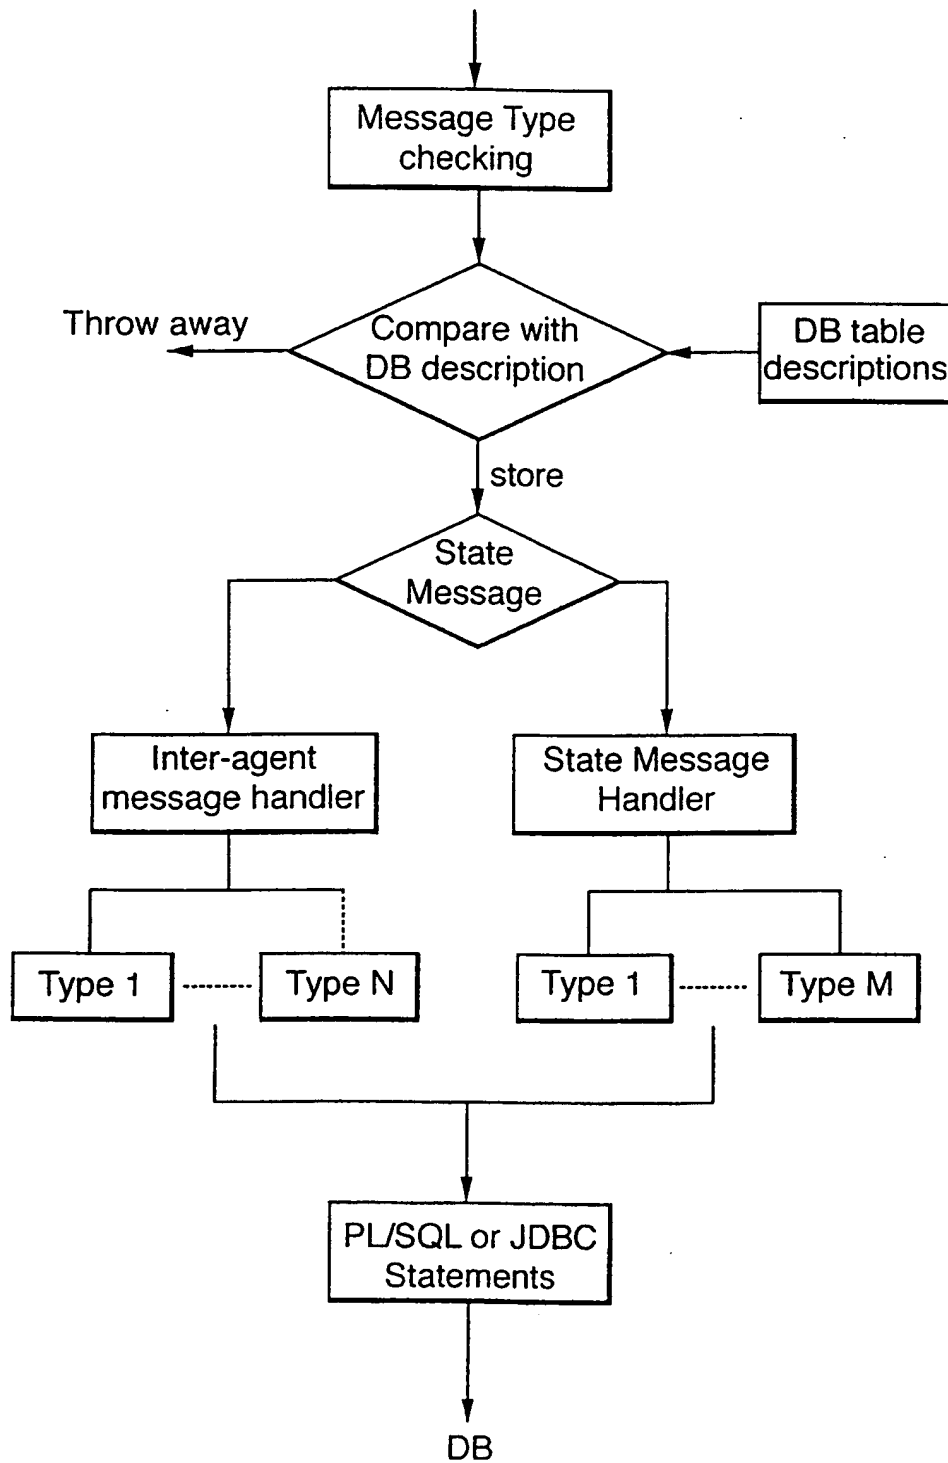 Message Type
checking
Throw away
Compare with
DB description
DB table
descriptions
store
State
Message
Inter-agent
message handler
State Message
Handler
Type 1
Type N
Type 1
Type M
PL/SQL or JDBC
Statements
DB